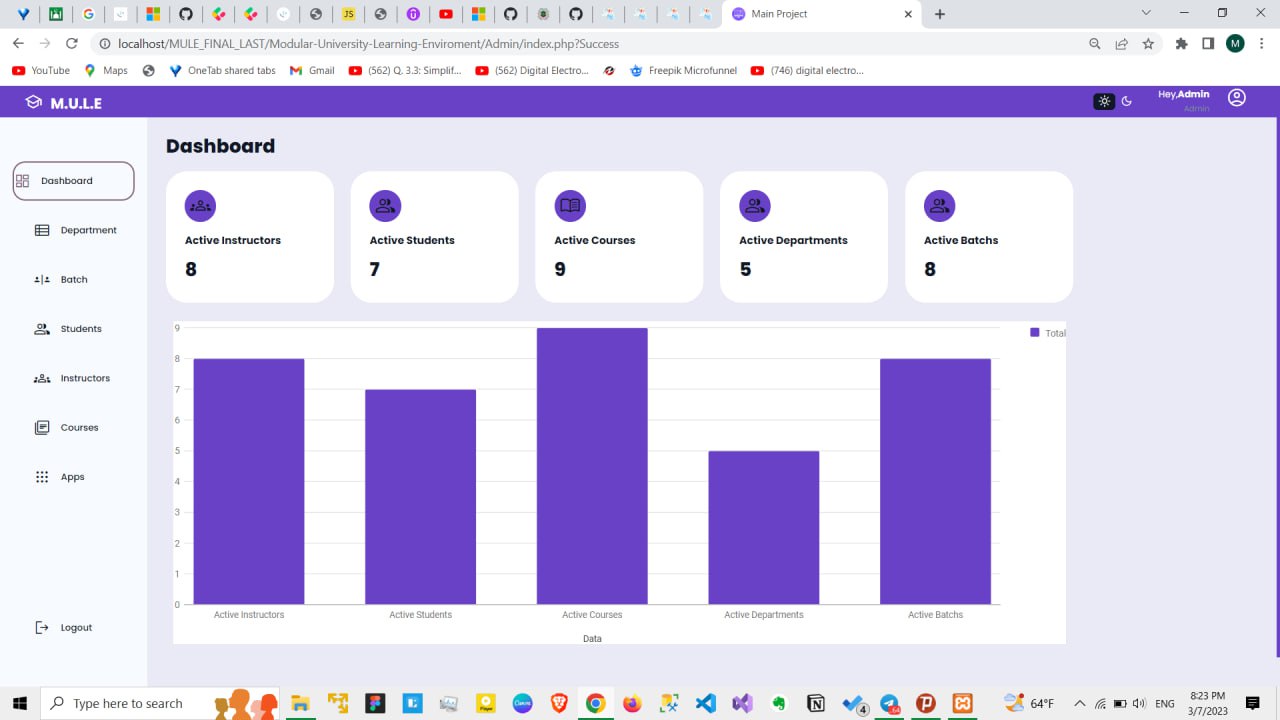 Main Project
localhost/MULE_FINAL_LAST/Modular-University-Learning-Enviroment/Admin/index.php?Success
M
YouTube
Maps
OneTab shared tabs
Gmail
(562) Q. 3.3: Simplif...
(562) Digital Electro...
Freepik Microfunnel
(746) digital electro...
M.U.L.E
Hey,Admin
Admin
Dashboard
Department
Batch
Students
Instructors
Courses
Apps
Logout
Dashboard
Active Instructors
8
Active Students
7
Active Courses
9
Active Departments
5
Active Batchs
8
Total
9
8
7
6
5
4
3
2
1
0
Active Instructors
Active Students
Active Courses
Active Departments
Active Batchs
Data
Type here to search
64°F
ENG
8:23 PM
3/7/2023